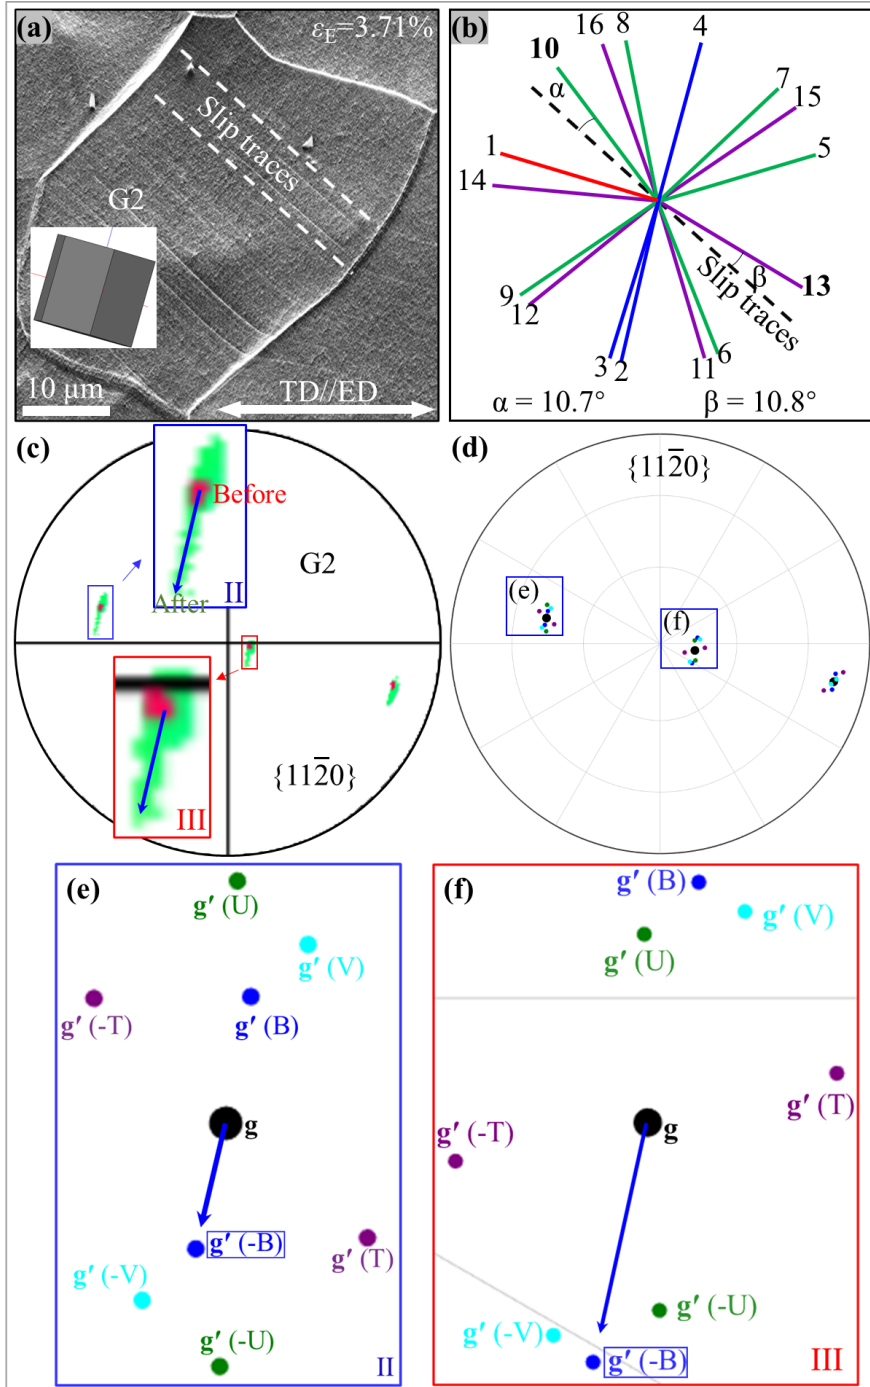 (a)
ε_E=3.71%
Slip traces
G2
10 μm
TD//ED
(b)
16
8
4
10
α
7
15
1
5
14
β
Slip traces
13
9
12
3
2
11
6
α = 10.7°
β = 10.8°
(c)
Before
G2
After
II
III
{112̅0}
(d)
{112̅0}
(e)
(f)
(e)
g′ (U)
g′ (V)
g′ (-T)
g′ (B)
g
g′ (-B)
g′ (T)
g′ (-V)
g′ (-U)
II
(f)
g′ (B)
g′ (V)
g′ (U)
g′ (T)
g′ (-T)
g
g′ (-U)
g′ (-V)
g′ (-B)
III